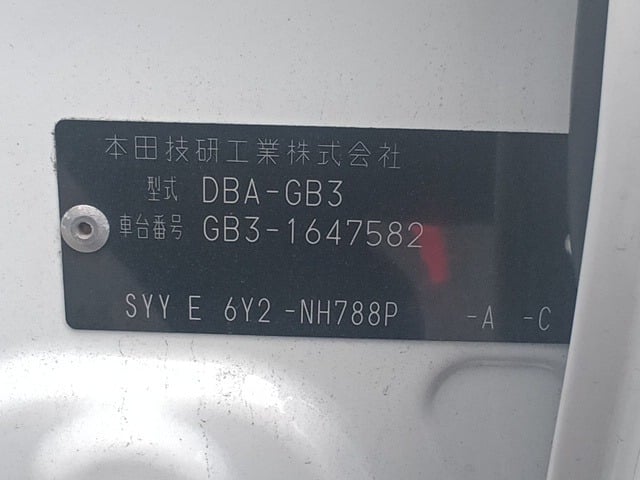 本田技研工業株式会社
型式 DBA-GB3
車台番号 GB3-1647582
SYY E 6Y2 -NH788P -A -C